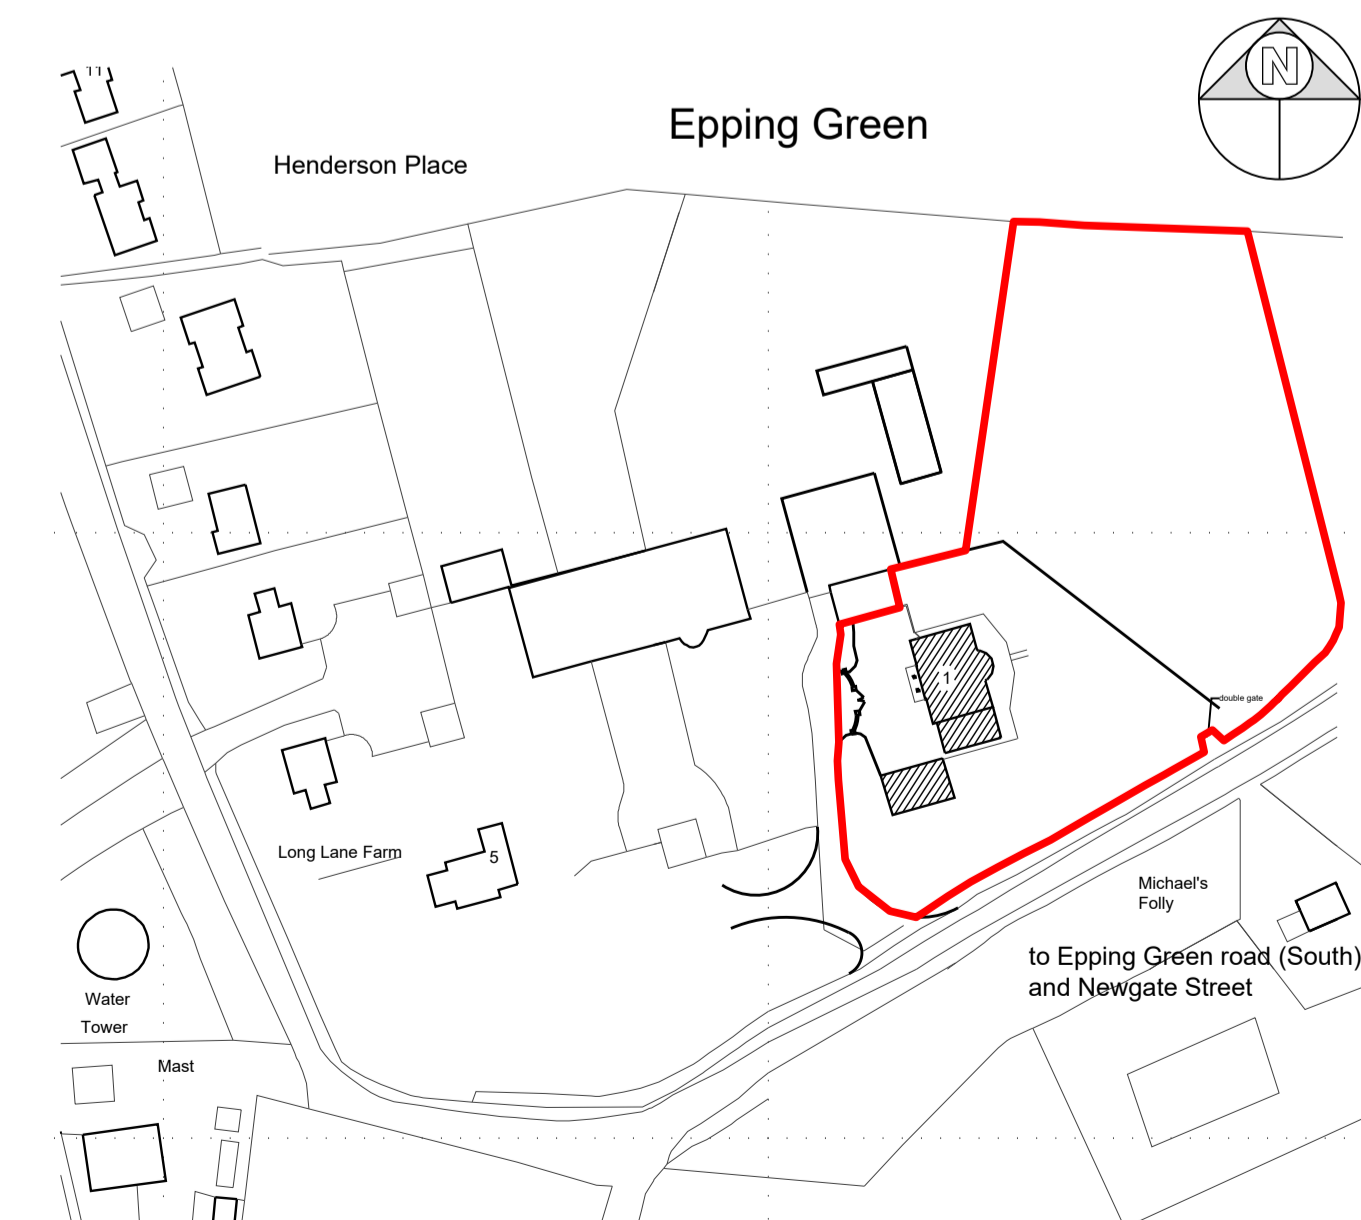 11
N
Epping Green
Henderson Place
1
double gate
Long Lane Farm
5
Michael's
Folly
to Epping Green road (South)
and Newgate Street
Water
Tower
Mast